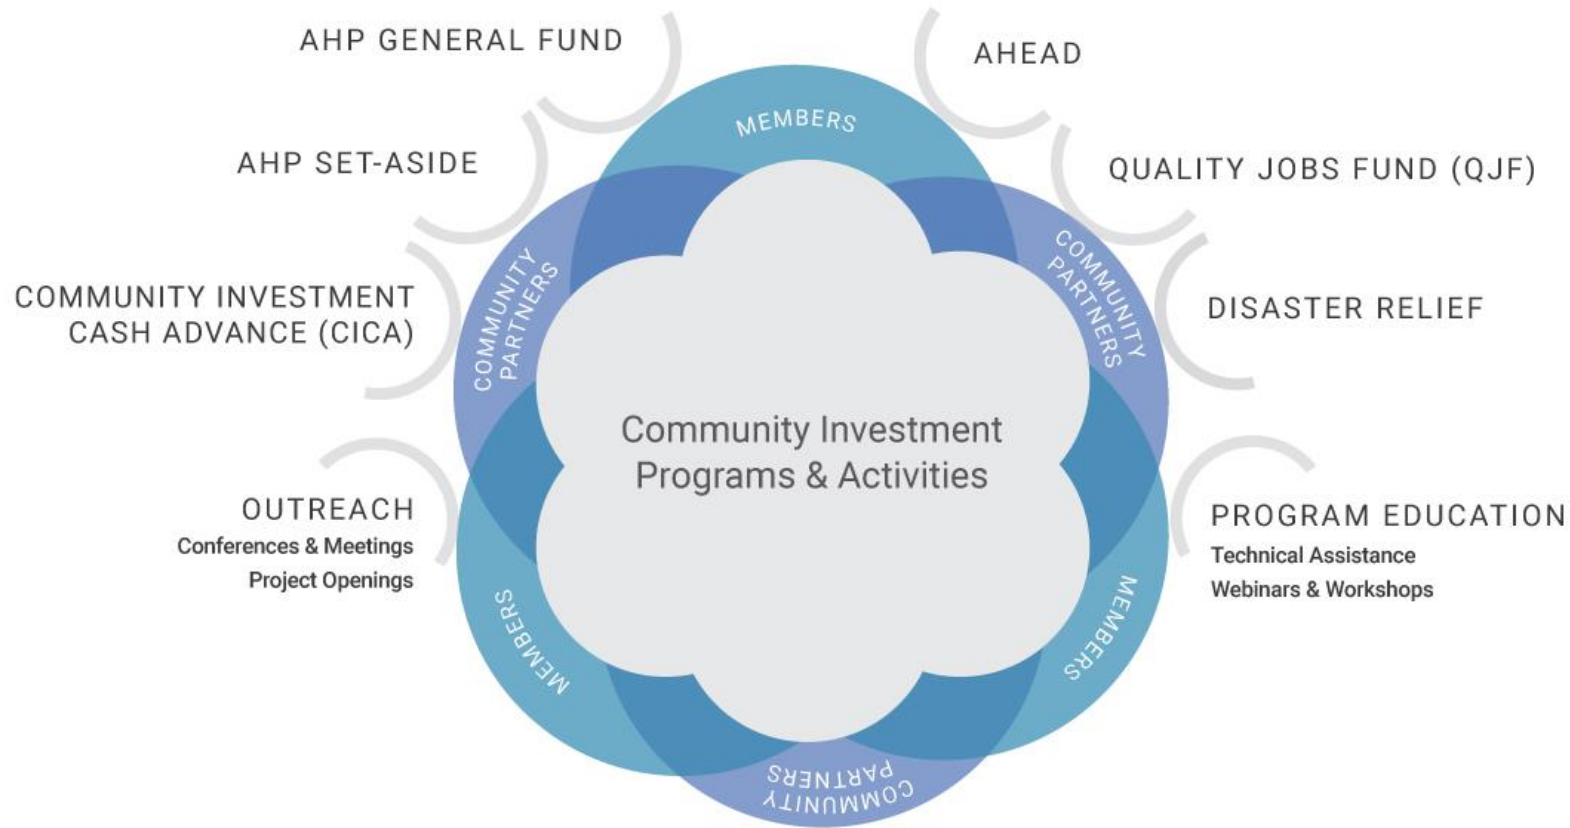 AHP GENERAL FUND
AHEAD
MEMBERS
AHP SET-ASIDE
QUALITY JOBS FUND (QJF)
COMMUNITY
PARTNERS
COMMUNITY
PARTNERS
COMMUNITY INVESTMENT
CASH ADVANCE (CICA)
DISASTER RELIEF
Community Investment
Programs & Activities
OUTREACH
Conferences & Meetings
Project Openings
PROGRAM EDUCATION
Technical Assistance
Webinars & Workshops
MEMBERS
MEMBERS
COMMUNITY
PARTNERS